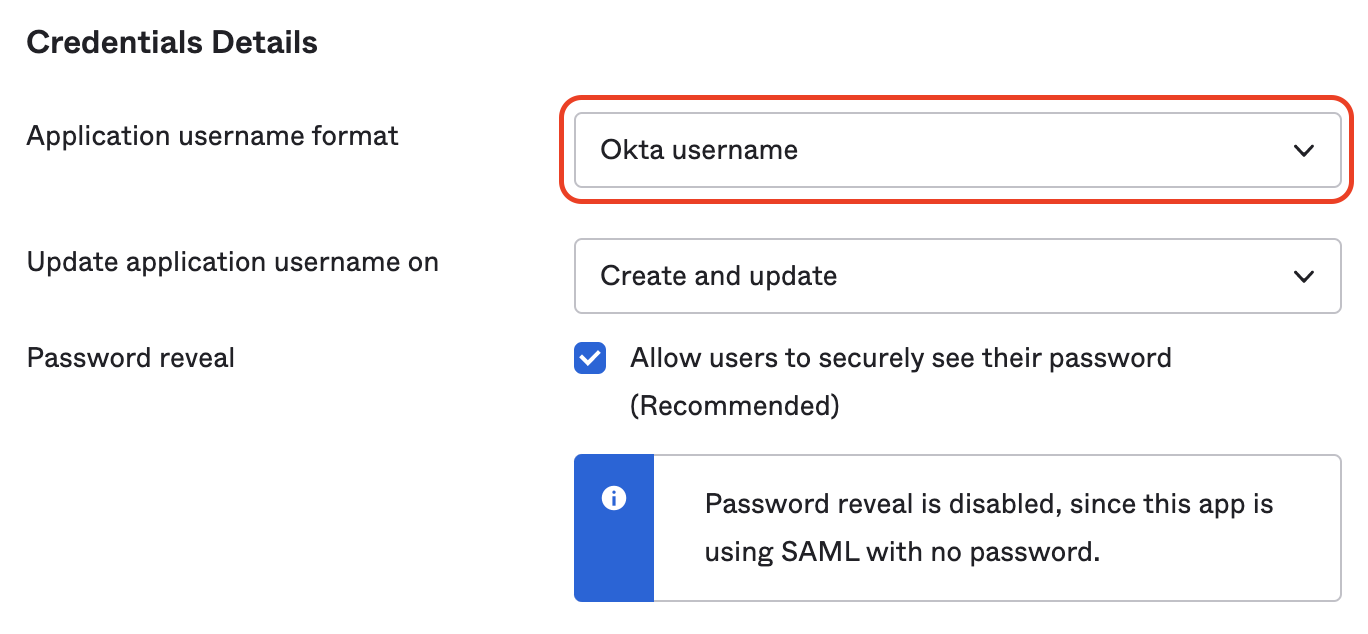 Credentials Details
Application username format
Okta username
Update application username on
Create and update
Password reveal
Allow users to securely see their password
(Recommended)
Password reveal is disabled, since this app is
using SAML with no password.